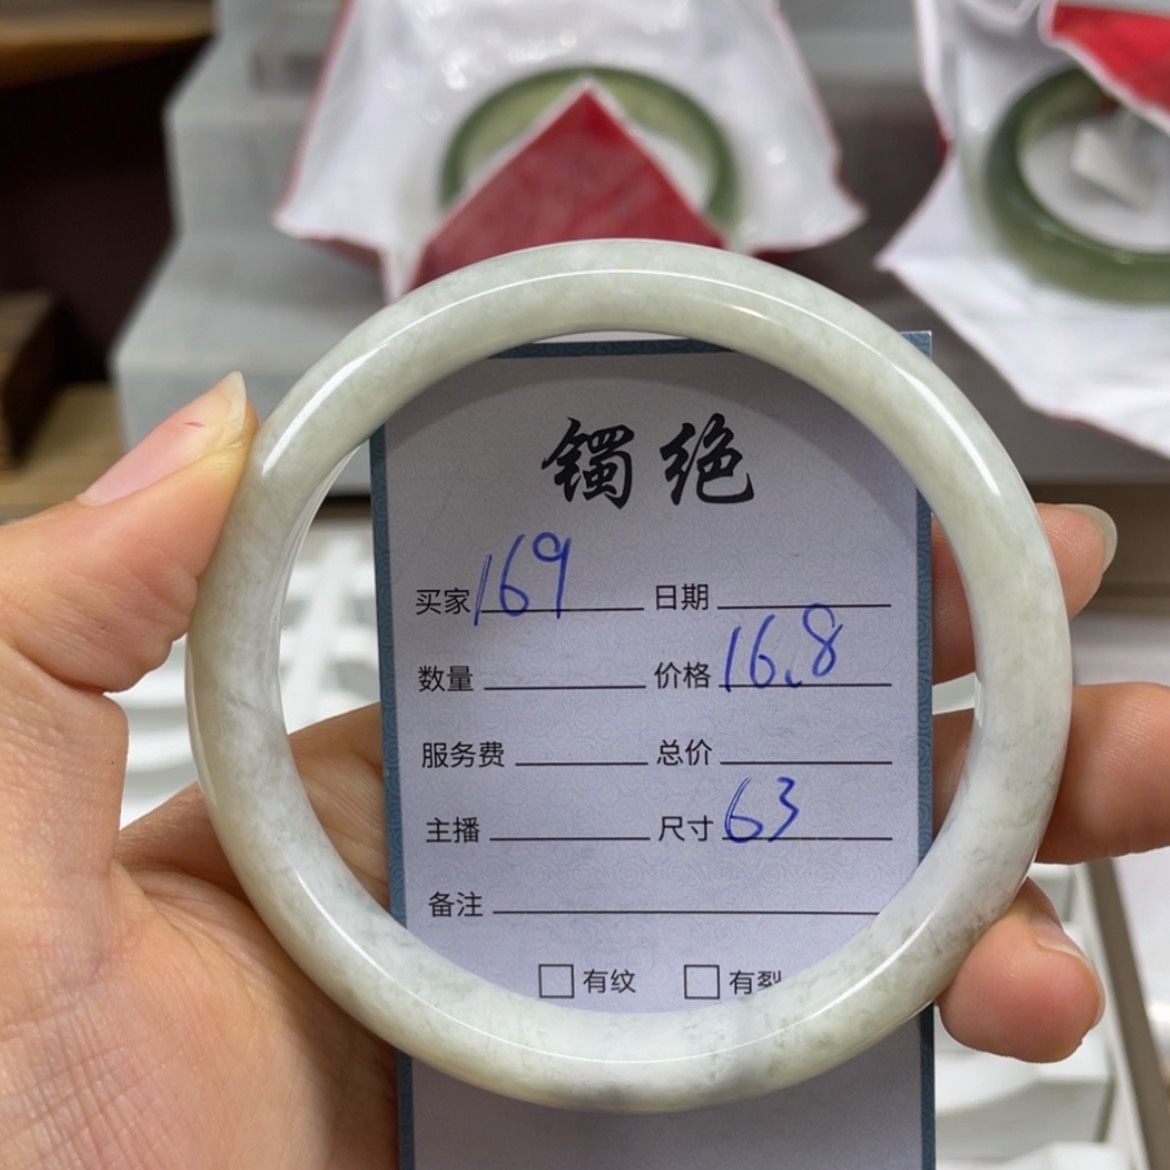 镯绝
买家 169 日期
数量 价格 16.8
服务费 总价
主播 尺寸 63
备注
□有纹 □有裂